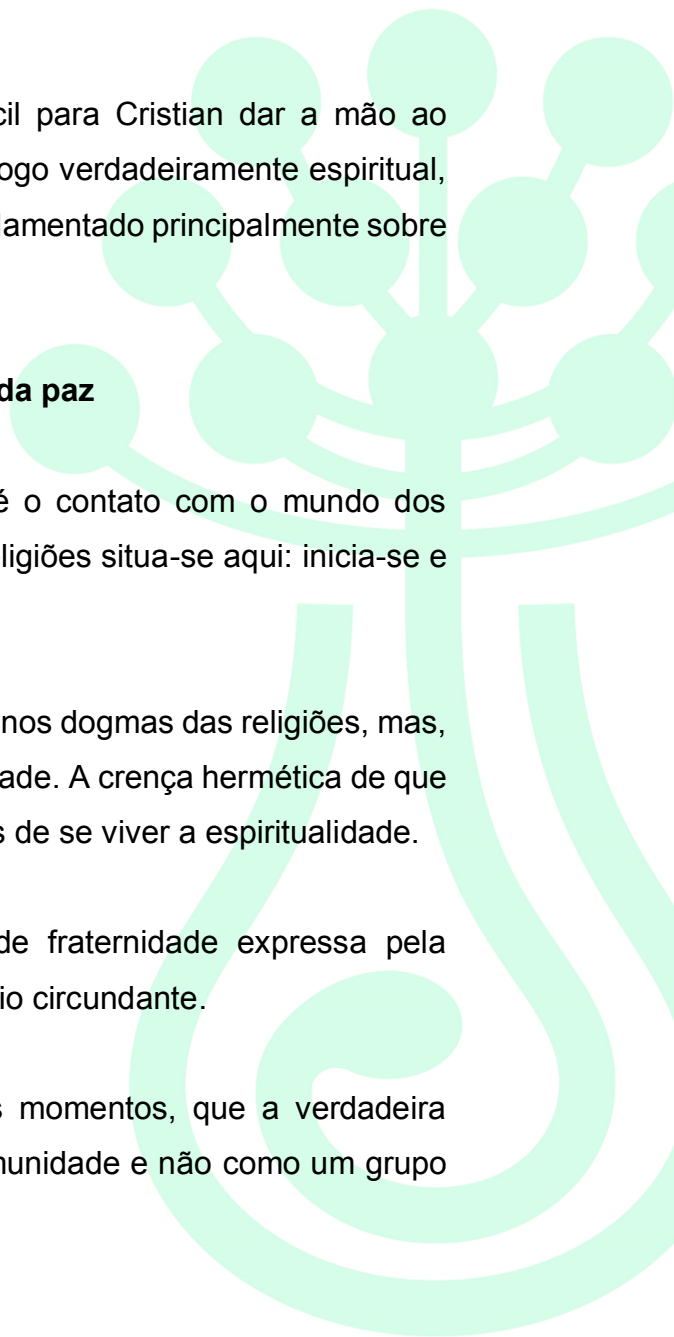 cil para Cristian dar a mão ao
ogo verdadeiramente espiritual,
damentado principalmente sobre
da paz
é o contato com o mundo dos
ligiões situa-se aqui: inicia-se e
nos dogmas das religiões, mas,
ade. A crença hermética de que
s de se viver a espiritualidade.
de fraternidade expressa pela
io circundante.
s momentos, que a verdadeira
munidade e não como um grupo